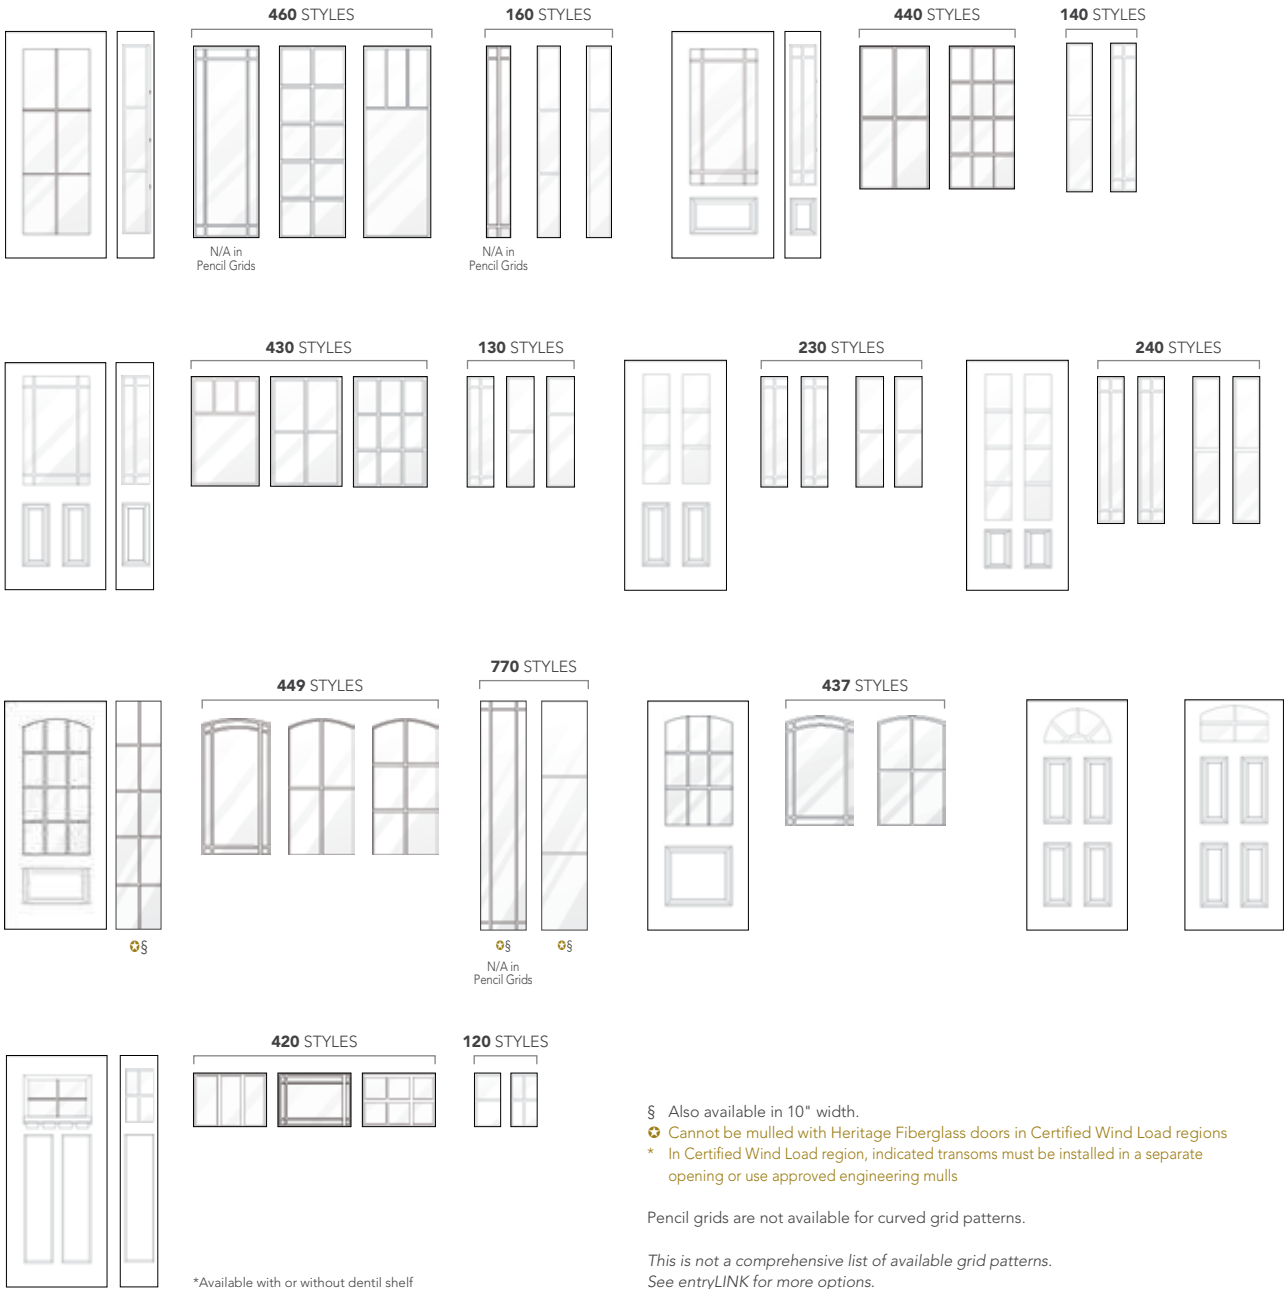 460 STYLES
160 STYLES
440 STYLES
140 STYLES
N/A in
Pencil Grids
N/A in
Pencil Grids
430 STYLES
130 STYLES
230 STYLES
240 STYLES
449 STYLES
770 STYLES
437 STYLES
✪§
✪§
✪§
N/A in
Pencil Grids
420 STYLES
120 STYLES
*Available with or without dentil shelf
§ Also available in 10" width.
✪ Cannot be mulled with Heritage Fiberglass doors in Certified Wind Load regions
* In Certified Wind Load region, indicated transoms must be installed in a separate
opening or use approved engineering mulls
Pencil grids are not available for curved grid patterns.
This is not a comprehensive list of available grid patterns.
See entryLINK for more options.